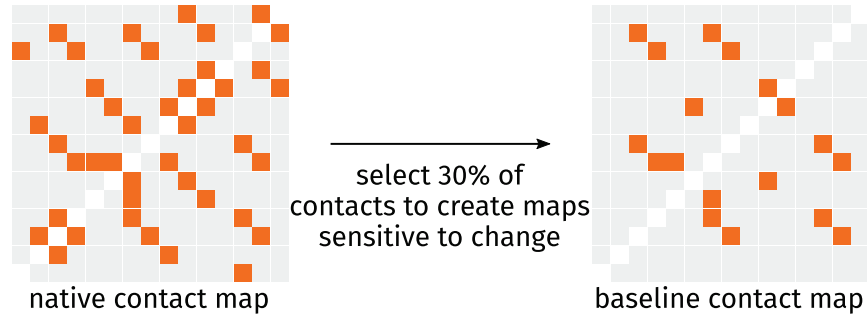 select 30% of
contacts to create maps
sensitive to change
native contact map
baseline contact map